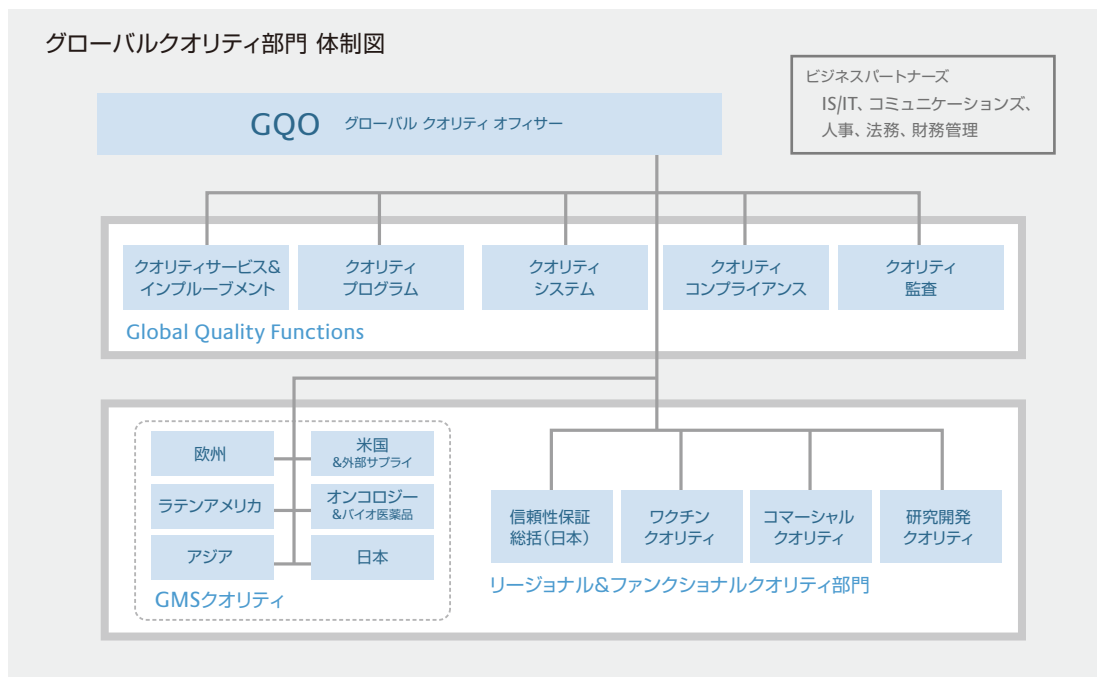 グローバルクオリティ部門 体制図
ビジネスパートナーズ
IS/IT、コミュニケーションズ、
人事、法務、財務管理
GQO グローバル クオリティ オフィサー
クオリティサービス&
インプルーブメント
クオリティ
プログラム
クオリティ
システム
クオリティ
コンプライアンス
クオリティ
監査
Global Quality Functions
欧州
米国
&外部サプライ
ラテンアメリカ
オンコロジー
&バイオ医薬品
アジア
日本
GMSクオリティ
信頼性保証
総括(日本)
ワクチン
クオリティ
コマーシャル
クオリティ
研究開発
クオリティ
リージョナル&ファンクショナルクオリティ部門